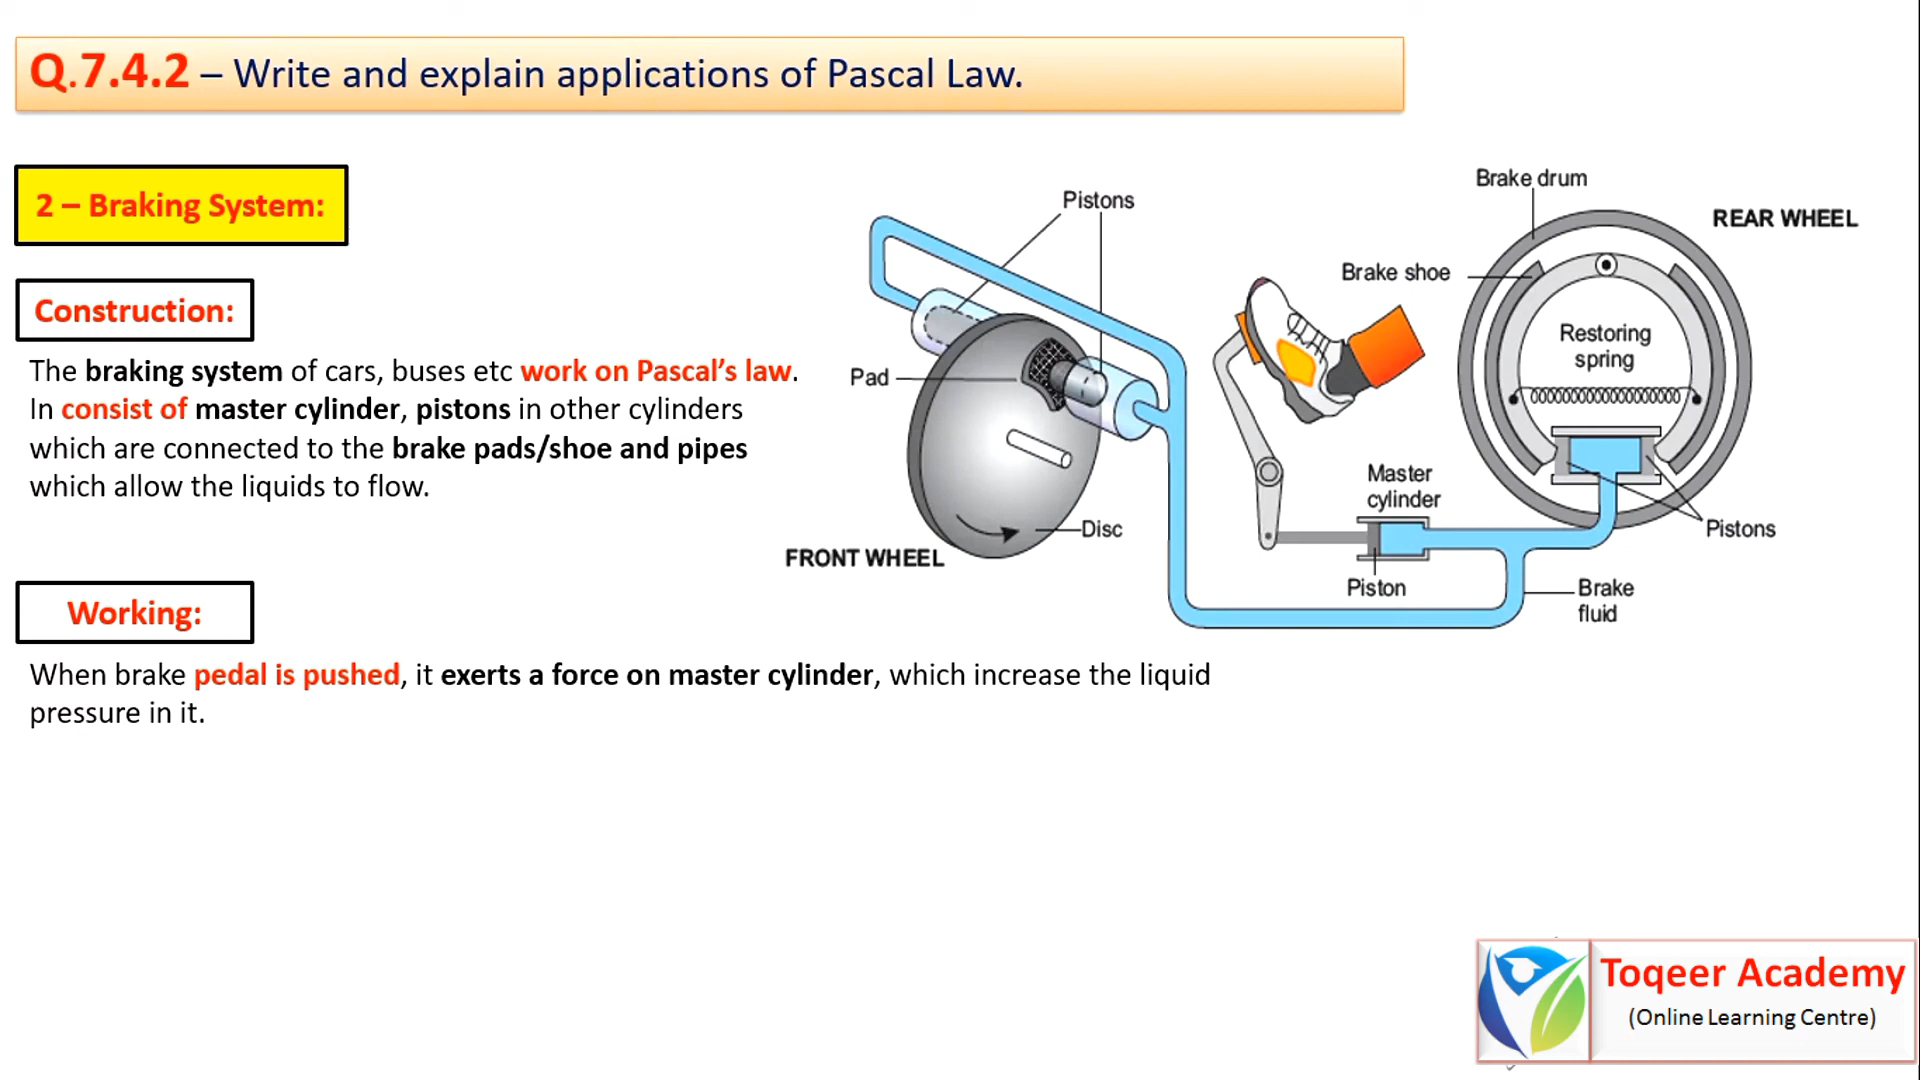 Q.7.4.2 – Write and explain applications of Pascal Law.
2 – Braking System:
Construction:
The braking system of cars, buses etc work on Pascal's law.
In consist of master cylinder, pistons in other cylinders
which are connected to the brake pads/shoe and pipes
which allow the liquids to flow.
Working:
When brake pedal is pushed, it exerts a force on master cylinder, which increase the liquid
pressure in it.
Pistons
Pad
Disc
FRONT WHEEL
Brake drum
REAR WHEEL
Brake shoe
Restoring
spring
Master
cylinder
Pistons
Piston
Brake
fluid
Toqeer Academy
(Online Learning Centre)